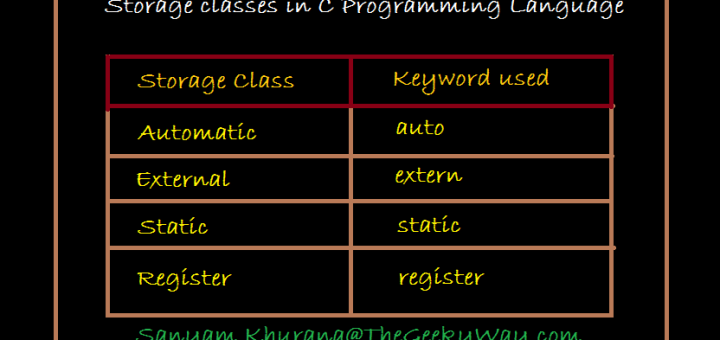 Storage classes in C Programming Language
Storage Class Keyword used
Automatic auto
External extern
Static static
Register register
Sanyam Khurana@TheGeekyWay.com